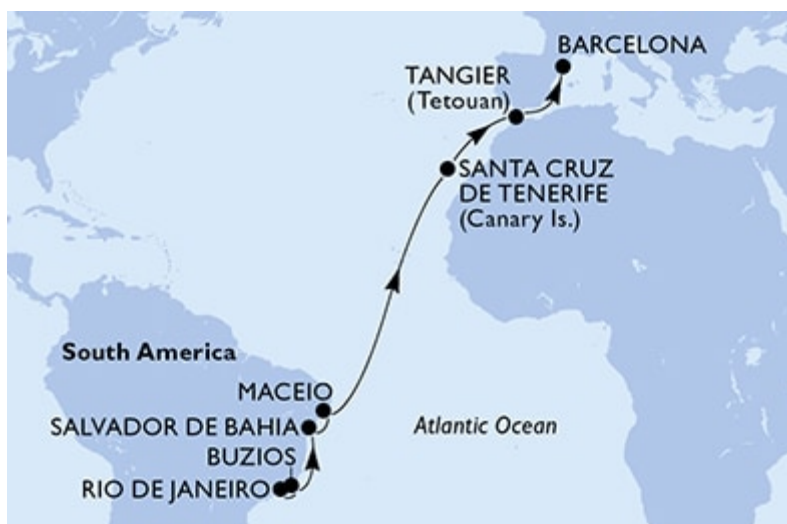 BARCELONA
TANGIER
(Tetouan)
SANTA CRUZ
DE TENERIFE
(Canary Is.)
South America
MACEIO
SALVADOR DE BAHIA
Atlantic Ocean
BUZIOS
RIO DE JANEIRO